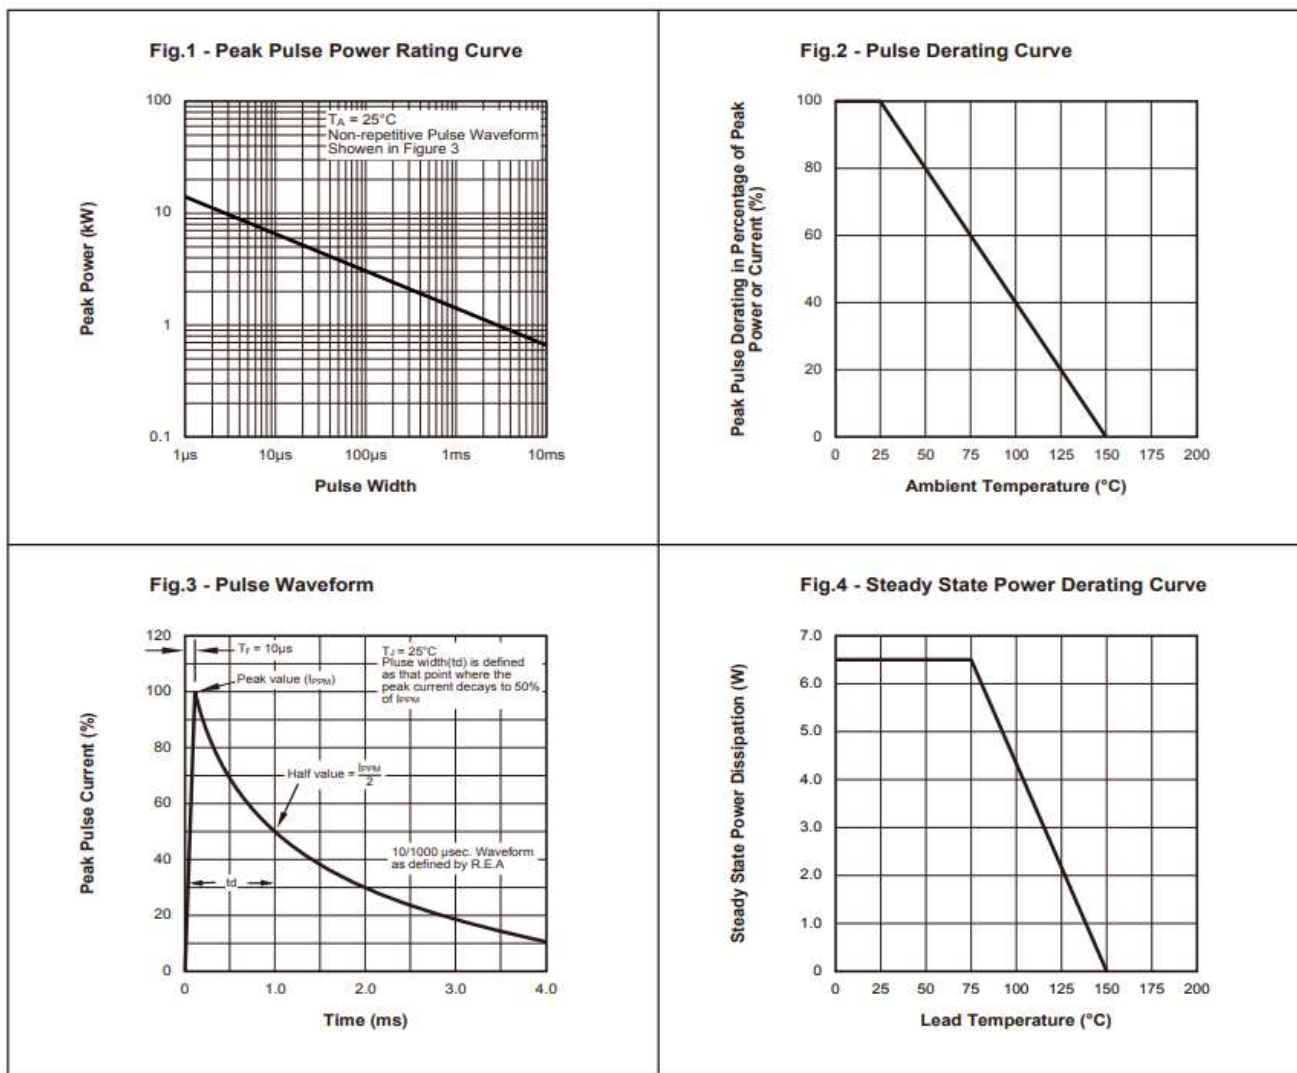 Fig.1 - Peak Pulse Power Rating Curve
100
10
1
0.1
Peak Power (kW)
TA = 25°C
Non-repetitive Pulse Waveform
Showen in Figure 3
1µs 10µs 100µs 1ms 10ms
Pulse Width
Fig.2 - Pulse Derating Curve
Peak Pulse Derating in Percentage of Peak
Power or Current (%)
100
80
60
40
20
0
0 25 50 75 100 125 150 175 200
Ambient Temperature (°C)
Fig.3 - Pulse Waveform
Peak Pulse Current (%)
120
100
80
60
40
20
0
Tr = 10µs
Peak value (IPPM)
TJ = 25°C
Pluse width(td) is defined
as that point where the
peak current decays to 50%
of IPPM
Half value = IPPM
2
10/1000 µsec. Waveform
as defined by R.E.A
td
0 1.0 2.0 3.0 4.0
Time (ms)
Fig.4 - Steady State Power Derating Curve
Steady State Power Dissipation (W)
7.0
6.0
5.0
4.0
3.0
2.0
1.0
0
0 25 50 75 100 125 150 175 200
Lead Temperature (°C)